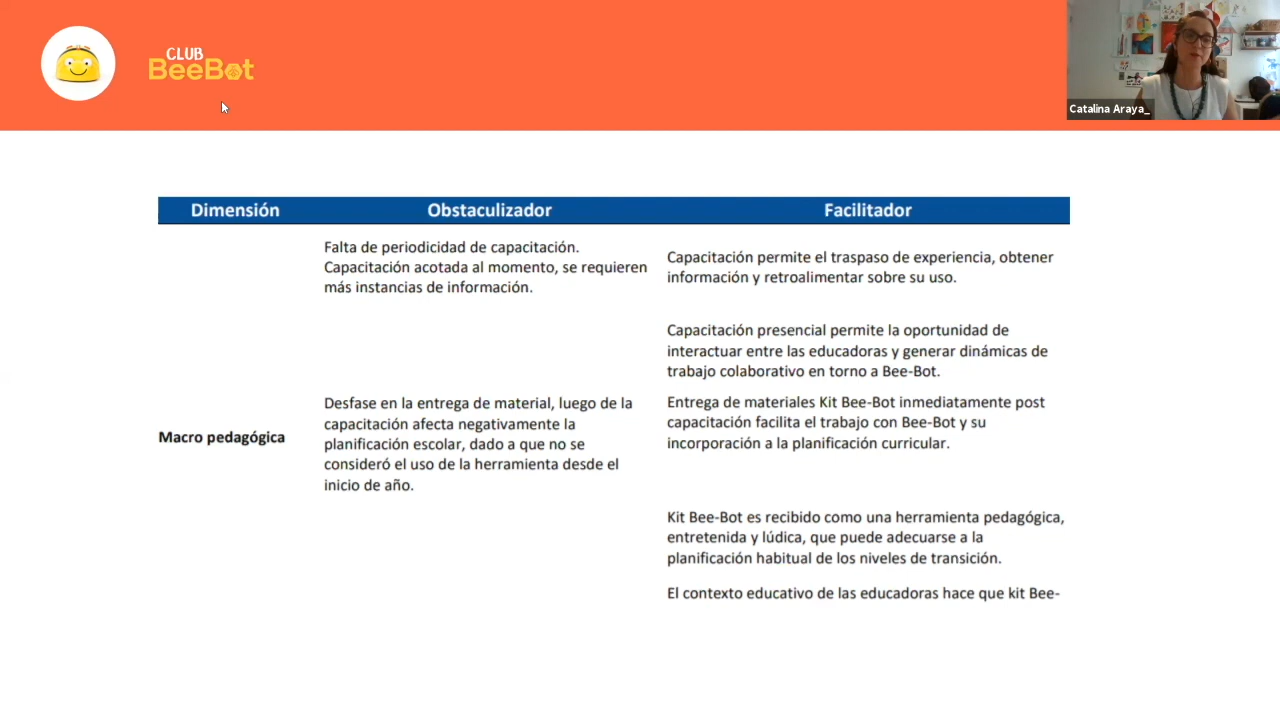 CLUB
BeeBot
Catalina Araya_
Dimensión Obstaculizador Facilitador
Falta de periodicidad de capacitación.
Capacitación acotada al momento, se requieren
más instancias de información.
Capacitación permite el traspaso de experiencia, obtener
información y retroalimentar sobre su uso.
Capacitación presencial permite la oportunidad de
interactuar entre las educadoras y generar dinámicas de
trabajo colaborativo en torno a Bee-Bot.
Macro pedagógica
Desfase en la entrega de material, luego de la
capacitación afecta negativamente la
planificación escolar, dado a que no se
consideró el uso de la herramienta desde el
inicio de año.
Entrega de materiales Kit Bee-Bot inmediatamente post
capacitación facilita el trabajo con Bee-Bot y su
incorporación a la planificación curricular.
Kit Bee-Bot es recibido como una herramienta pedagógica,
entretenida y lúdica, que puede adecuarse a la
planificación habitual de los niveles de transición.
El contexto educativo de las educadoras hace que kit Bee-